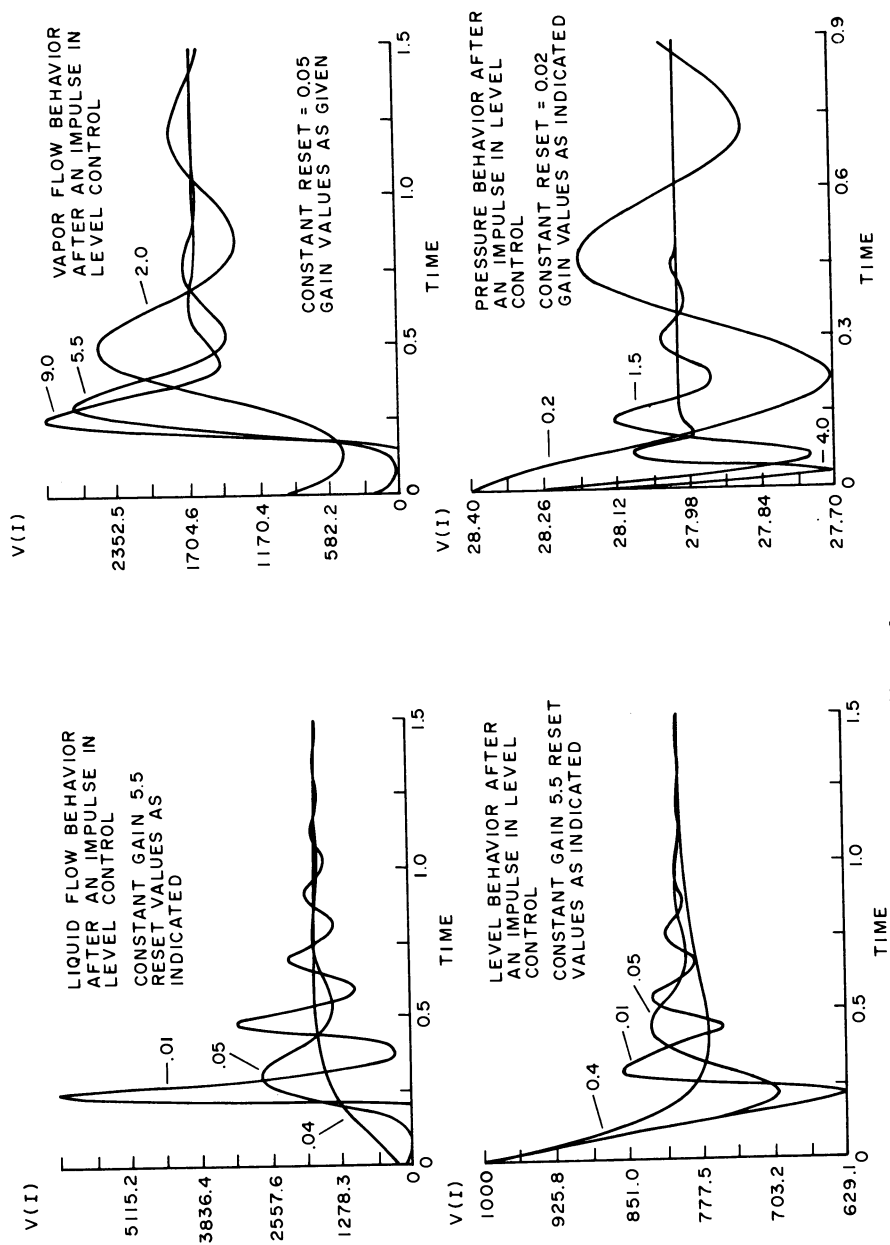 V(I)
5115.2
3836.4
2557.6
1278.3
0
0.5
1.0
1.5
TIME
LIQUID FLOW BEHAVIOR
AFTER AN IMPULSE IN
LEVEL CONTROL
CONSTANT GAIN 5.5
RESET VALUES AS
INDICATED
.01
.05
.04
V(I)
2352.5
1704.6
1170.4
582.2
0
0
0.5
1.0
1.5
TIME
VAPOR FLOW BEHAVIOR
AFTER AN IMPULSE IN
LEVEL CONTROL
9.0
5.5
2.0
CONSTANT RESET = 0.05
GAIN VALUES AS GIVEN
V(I)
1000
925.8
851.0
777.5
703.2
629.1
0
0.5
1.0
1.5
TIME
LEVEL BEHAVIOR AFTER
AN IMPULSE IN LEVEL
CONTROL
CONSTANT GAIN 5.5 RESET
VALUES AS INDICATED
0.4
.01
.05
V(I)
28.40
28.26
28.12
27.98
27.84
27.70
0
0.3
0.6
0.9
TIME
PRESSURE BEHAVIOR AFTER
AN IMPULSE IN LEVEL
CONTROL
CONSTANT RESET = 0.02
GAIN VALUES AS INDICATED
0.2
1.5
4.0